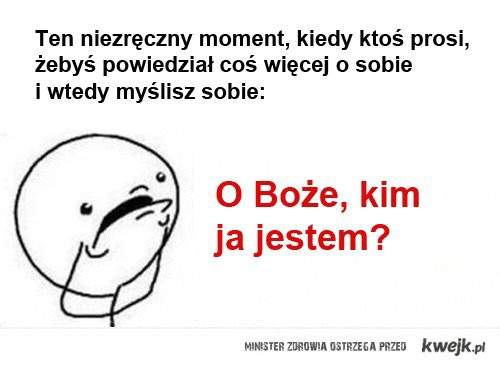 Ten niezręczny moment, kiedy ktoś prosi,
żebyś powiedział coś więcej o sobie
i wtedy myślisz sobie:
O Boże, kim
ja jestem?
MINISTER ZDROWIA OSTRZEGA PRZED kwejk.pl